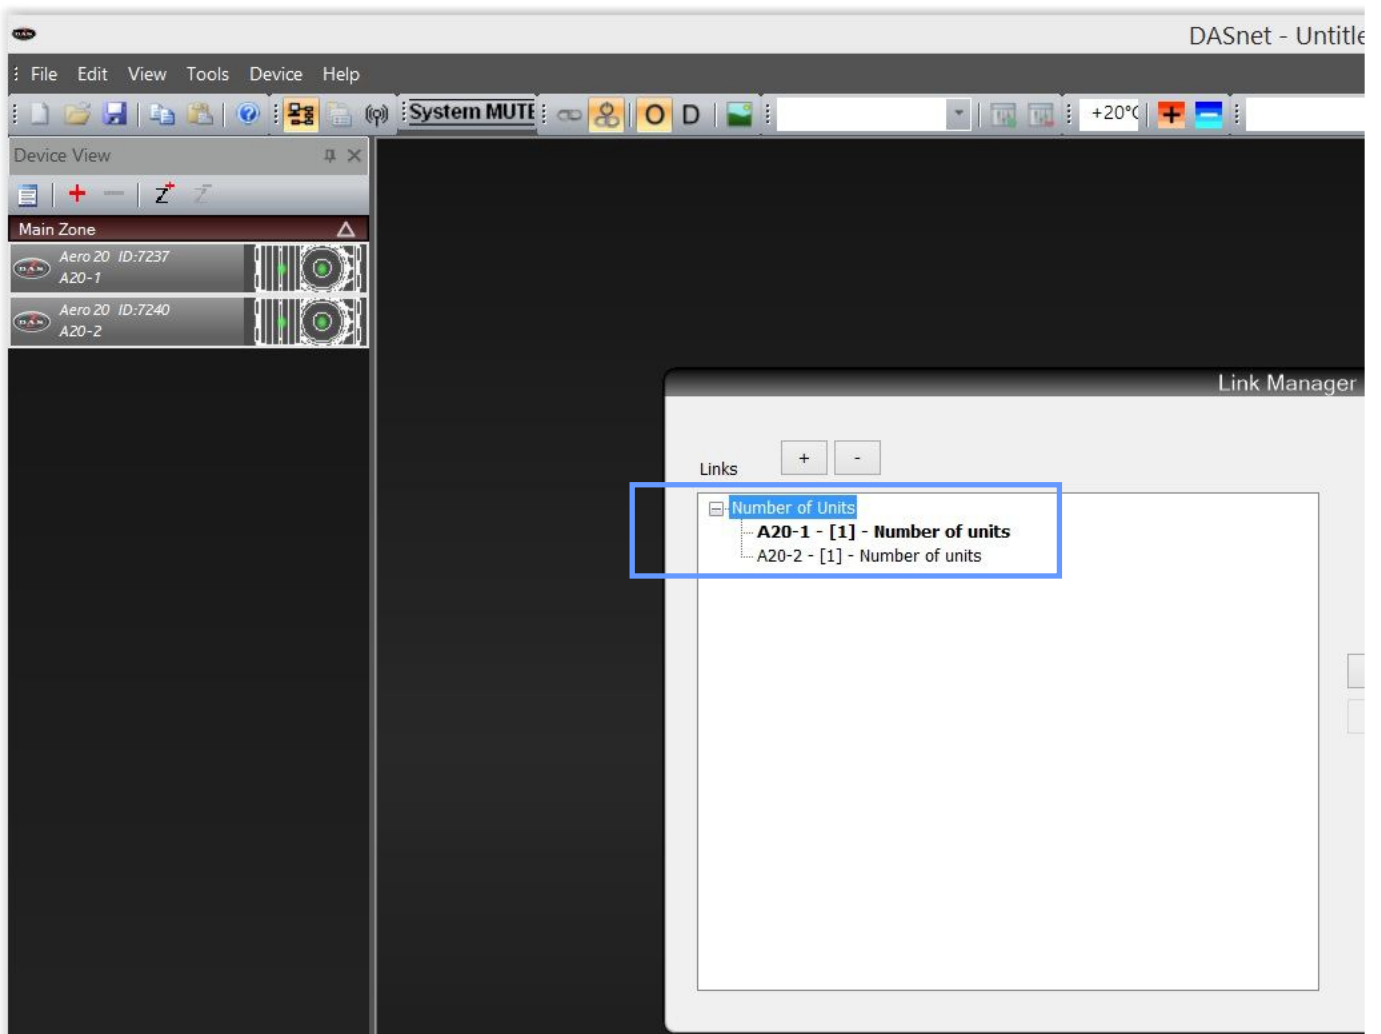 DASnet - Untitle
File Edit View Tools Device Help
System MUTE O D +20°C
Device View
Main Zone
Aero 20 ID:7237
A20-1
Aero 20 ID:7240
A20-2
Link Manager
Links + -
Number of Units
A20-1 - [1] - Number of units
A20-2 - [1] - Number of units